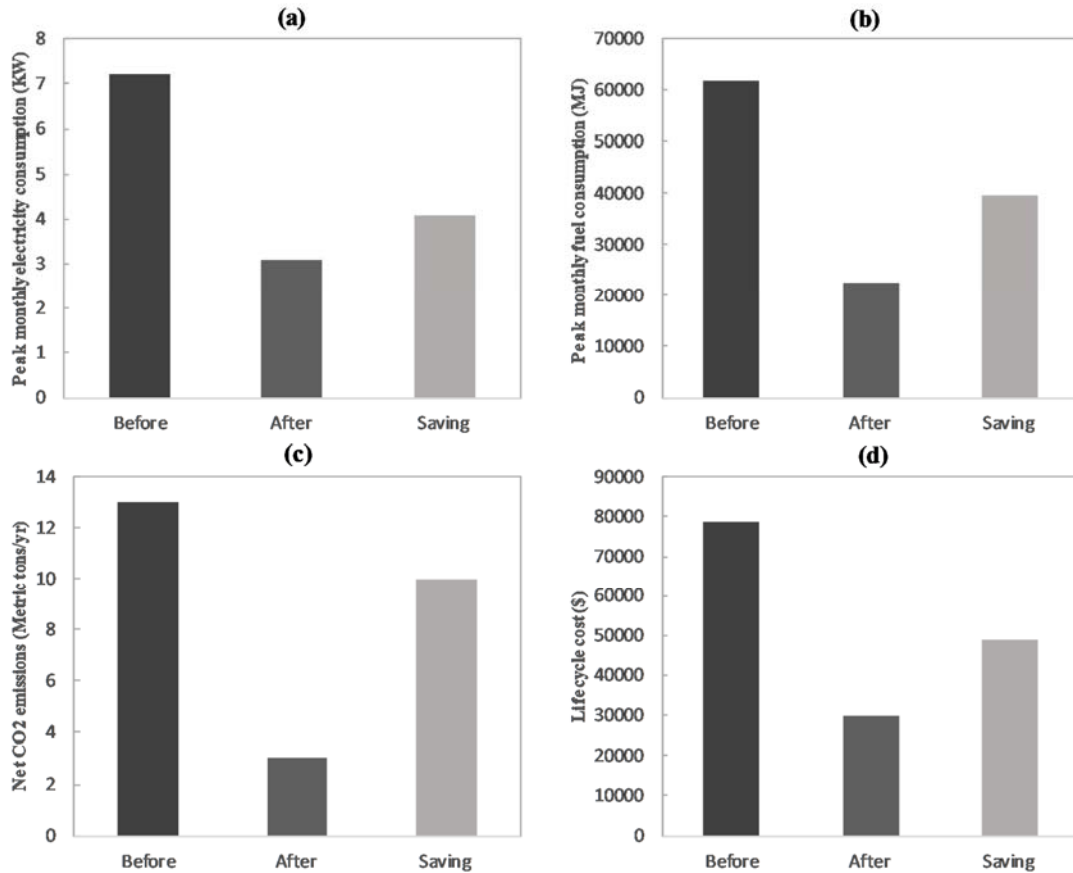 (a)
Peak monthly electricity consumption (KW)
8
7
6
5
4
3
2
1
0
Before After Saving
(b)
Peak monthly fuel consumption (MJ)
70000
60000
50000
40000
30000
20000
10000
0
Before After Saving
(c)
Net CO2 emissions (Metric tons/yr)
14
12
10
8
6
4
2
0
Before After Saving
(d)
Lifecycle cost ($)
90000
80000
70000
60000
50000
40000
30000
20000
10000
0
Before After Saving